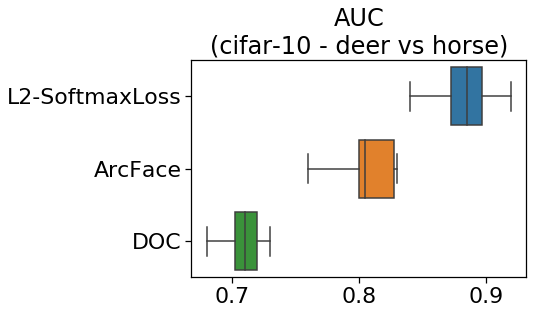 AUC
(cifar-10 - deer vs horse)
L2-SoftmaxLoss
ArcFace
DOC
0.7 0.8 0.9